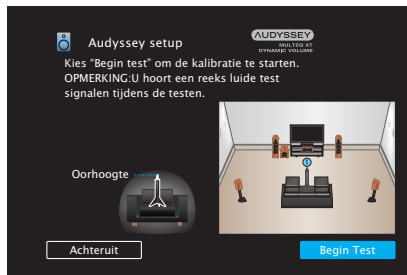 Audyssey setup
AUDYSSEY
MULTEQ XT
DYNAMIC VOLUME
Kies “Begin test” om de kalibratie te starten.
OPMERKING:U hoort een reeks luide test
signalen tijdens de testen.
Oorhoogte
Achteruit
Begin Test